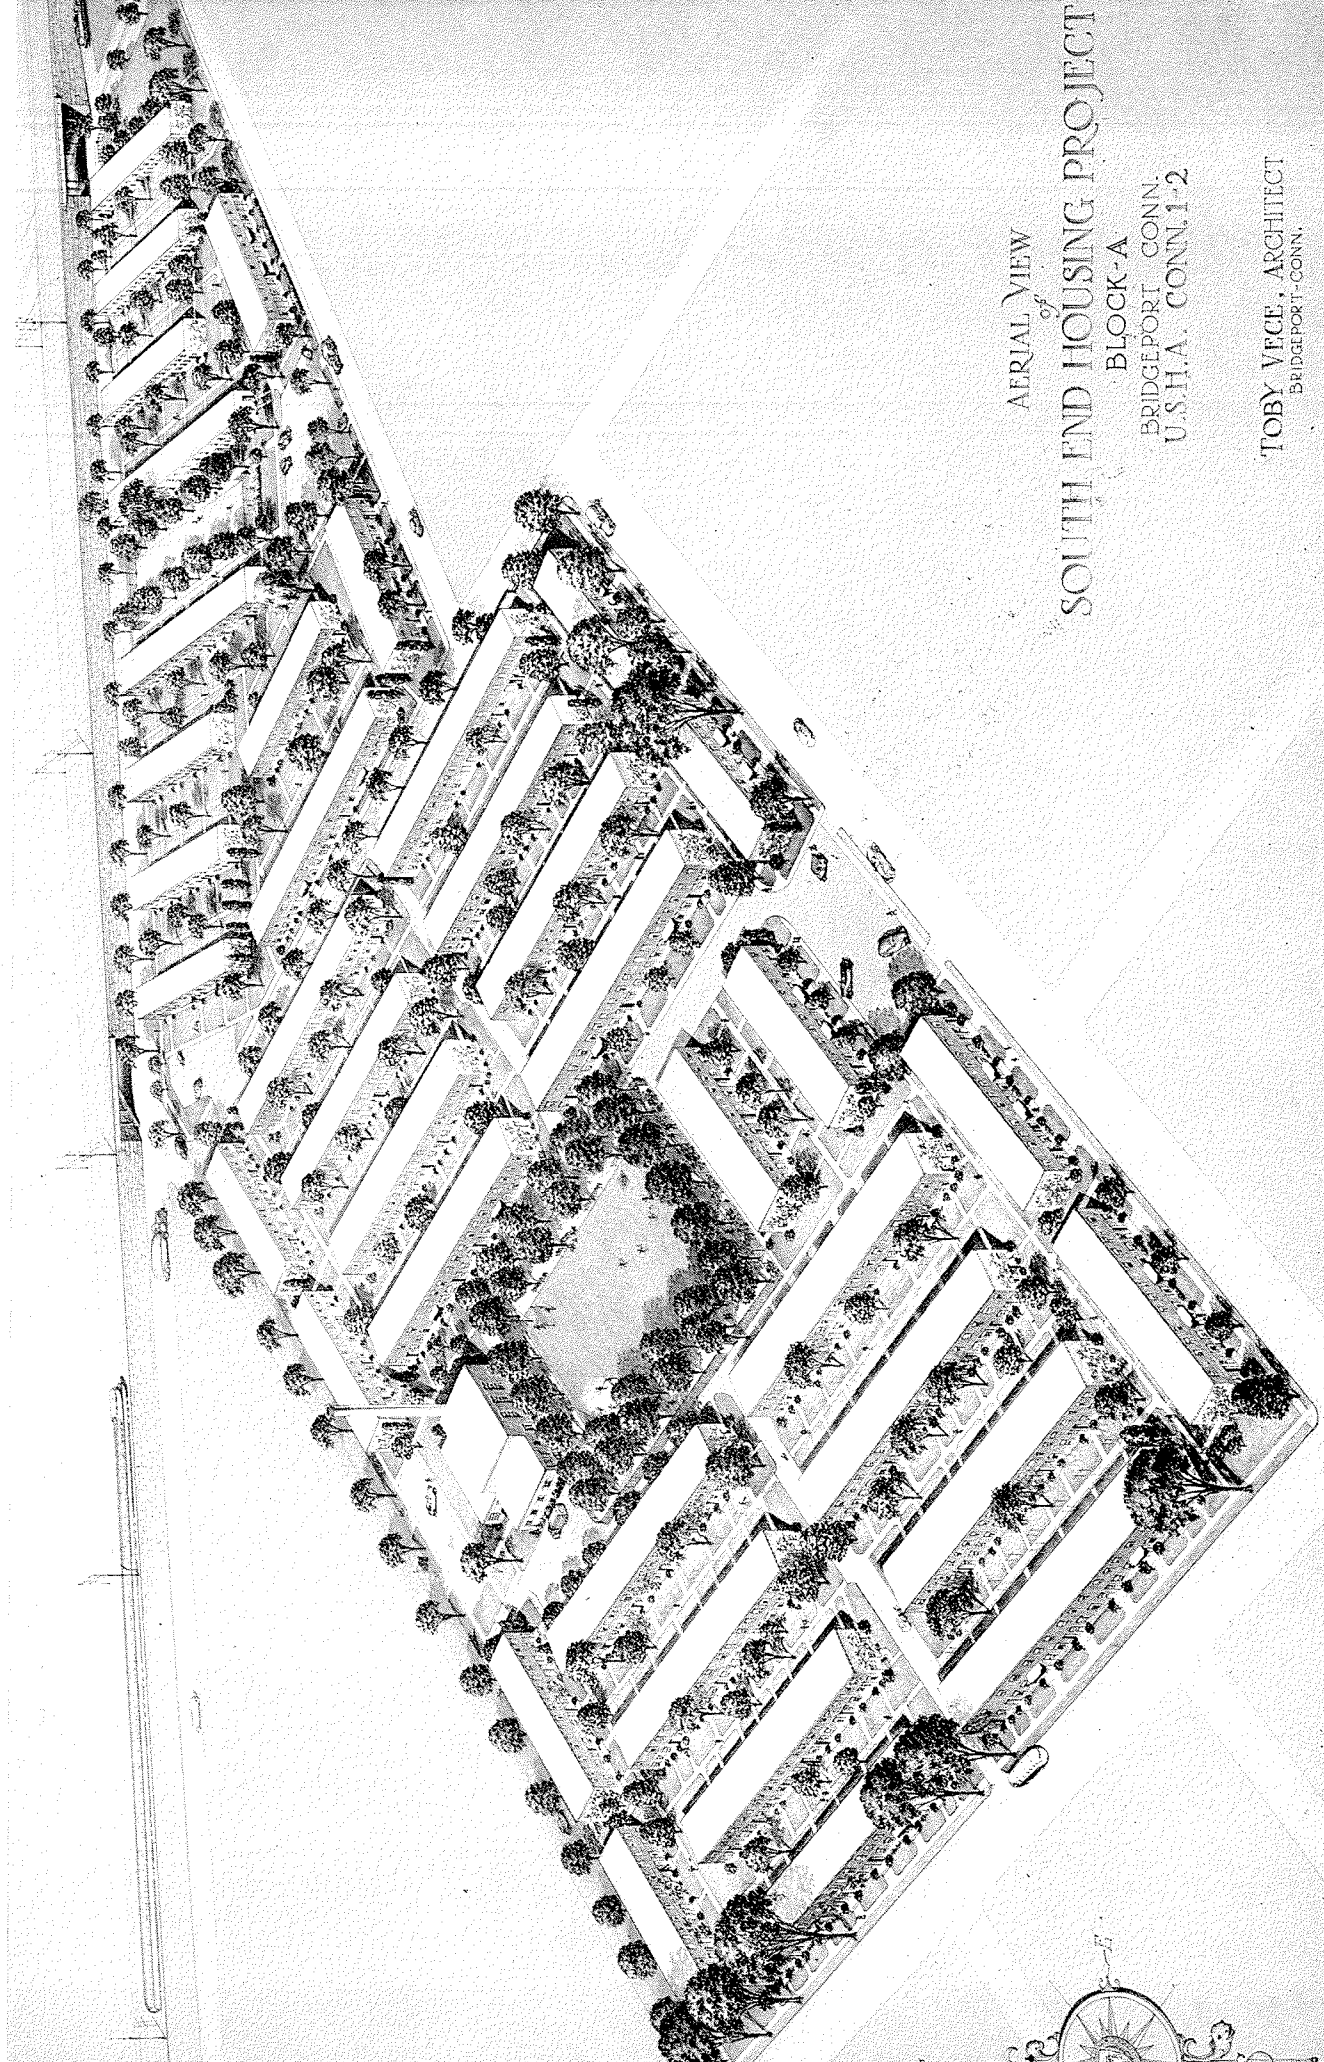 AERIAL VIEW
of
SOUTH END HOUSING PROJECT
BLOCK-A
BRIDGEPORT CONN.
U.S.H.A. CONN. 1-2
TOBY VECE, ARCHITECT
BRIDGEPORT-CONN.
E